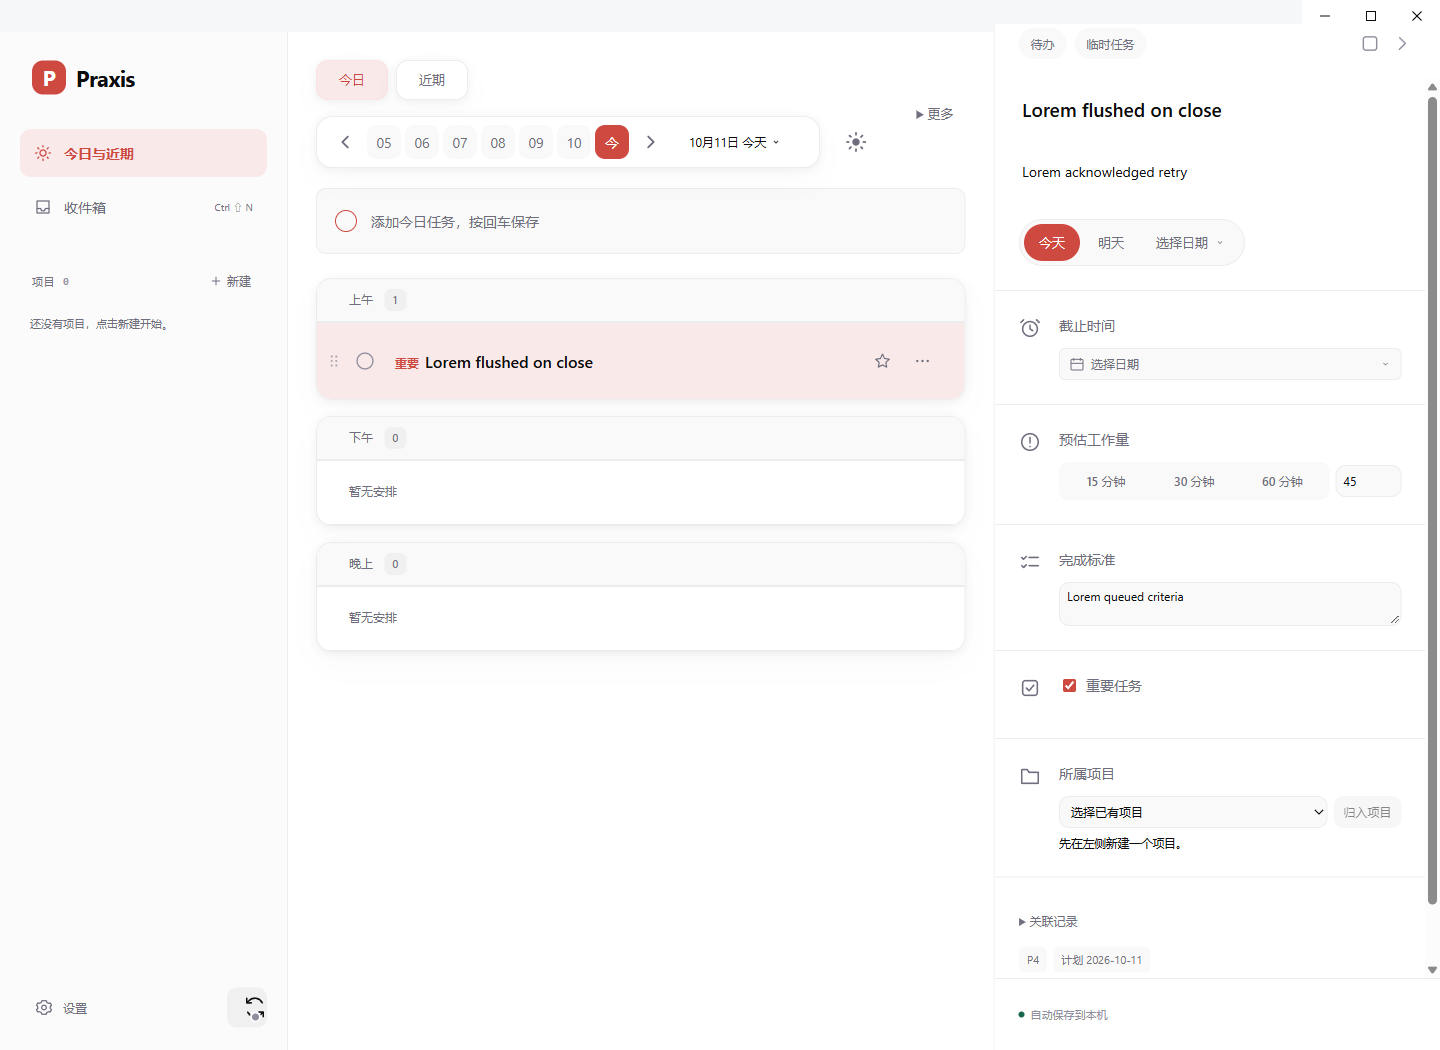 P Praxis
今日与近期
收件箱 Ctrl ⇧ N
项目 0 + 新建
还没有项目，点击新建开始。
设置
今日 近期
▶ 更多
05 06 07 08 09 10 今 10月11日 今天
添加今日任务，按回车保存
上午 1
重要 Lorem flushed on close
下午 0
暂无安排
晚上 0
暂无安排
待办 临时任务
Lorem flushed on close
Lorem acknowledged retry
今天 明天 选择日期
截止时间
选择日期
预估工作量
15 分钟 30 分钟 60 分钟 45
完成标准
Lorem queued criteria
重要任务
所属项目
选择已有项目 归入项目
先在左侧新建一个项目。
▶ 关联记录
P4 计划 2026-10-11
自动保存到本机